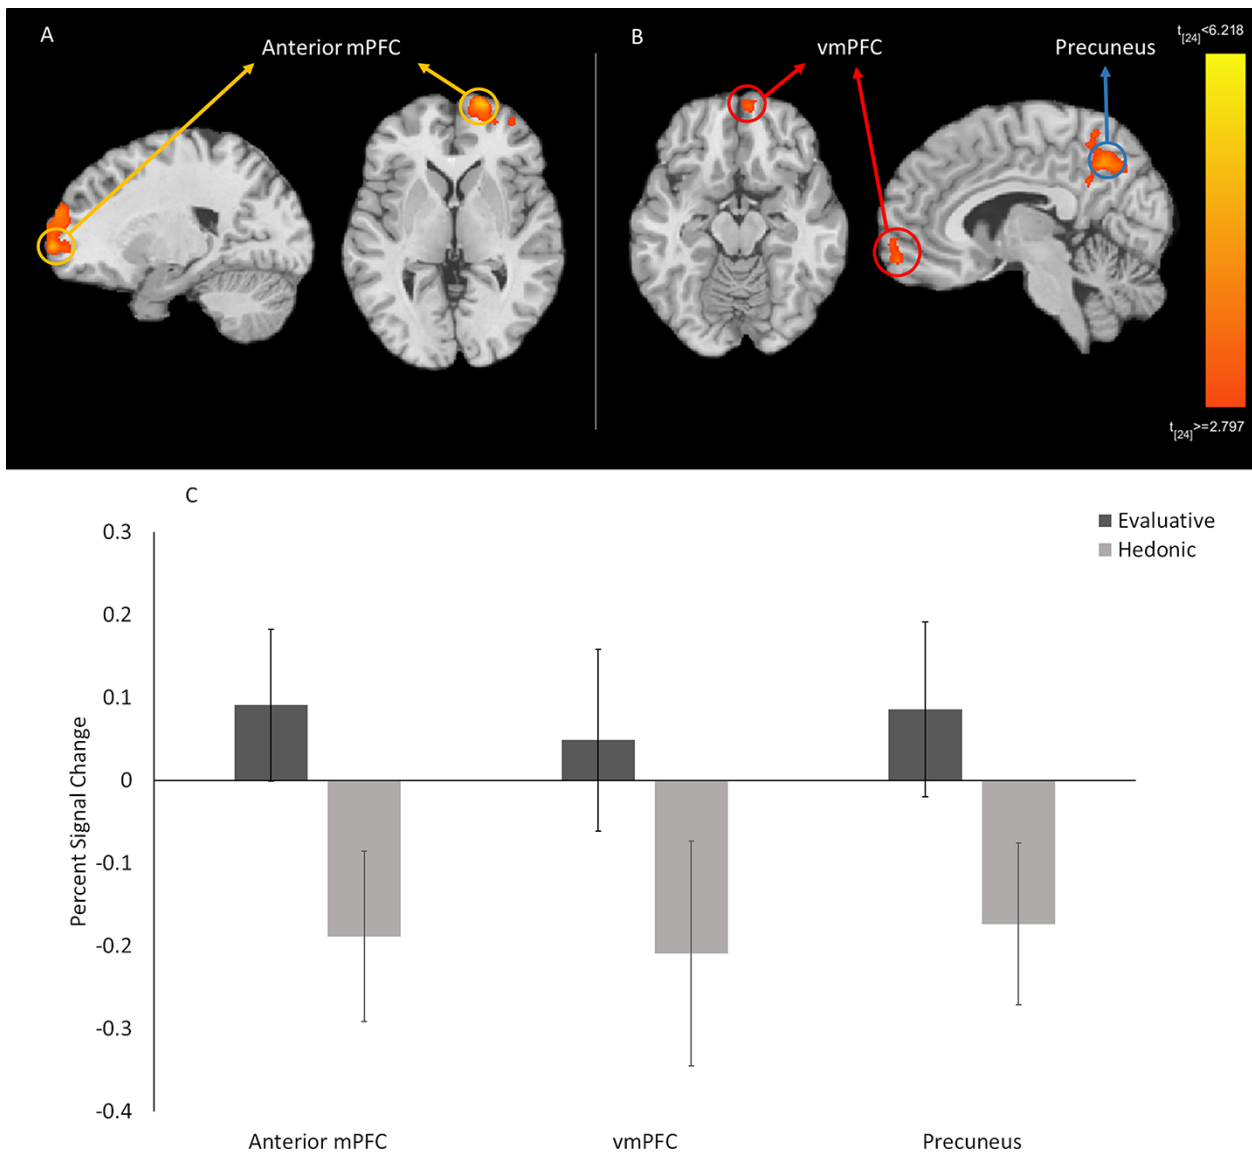 A
Anterior mPFC
B
vmPFC
Precuneus
t[24]<6.218
t[24]>=2.797
C
Evaluative
Hedonic
Percent Signal Change
0.3
0.2
0.1
0
-0.1
-0.2
-0.3
-0.4
Anterior mPFC
vmPFC
Precuneus